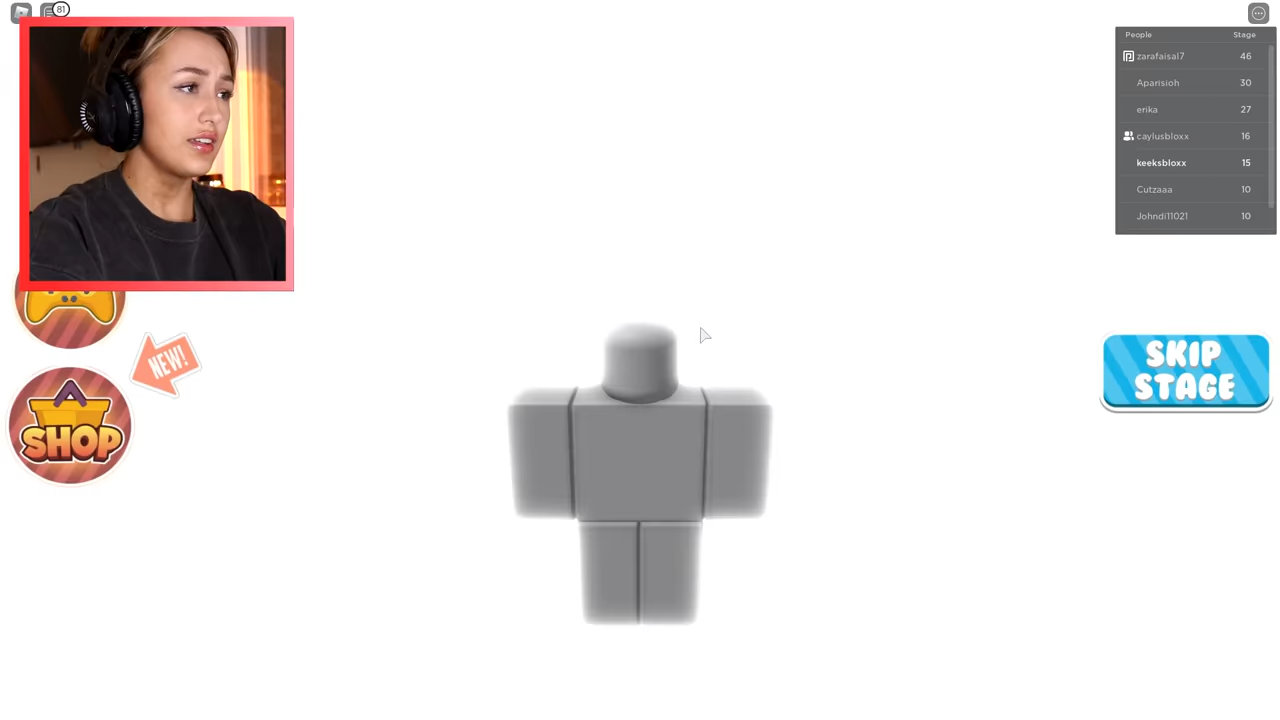 81
People Stage
zarafaisal7 46
Aparisioh 30
erika 27
caylusbloxx 16
keeksbloxx 15
Cutzaaa 10
Johndi11021 10
NEW!
SKIP
STAGE
SHOP